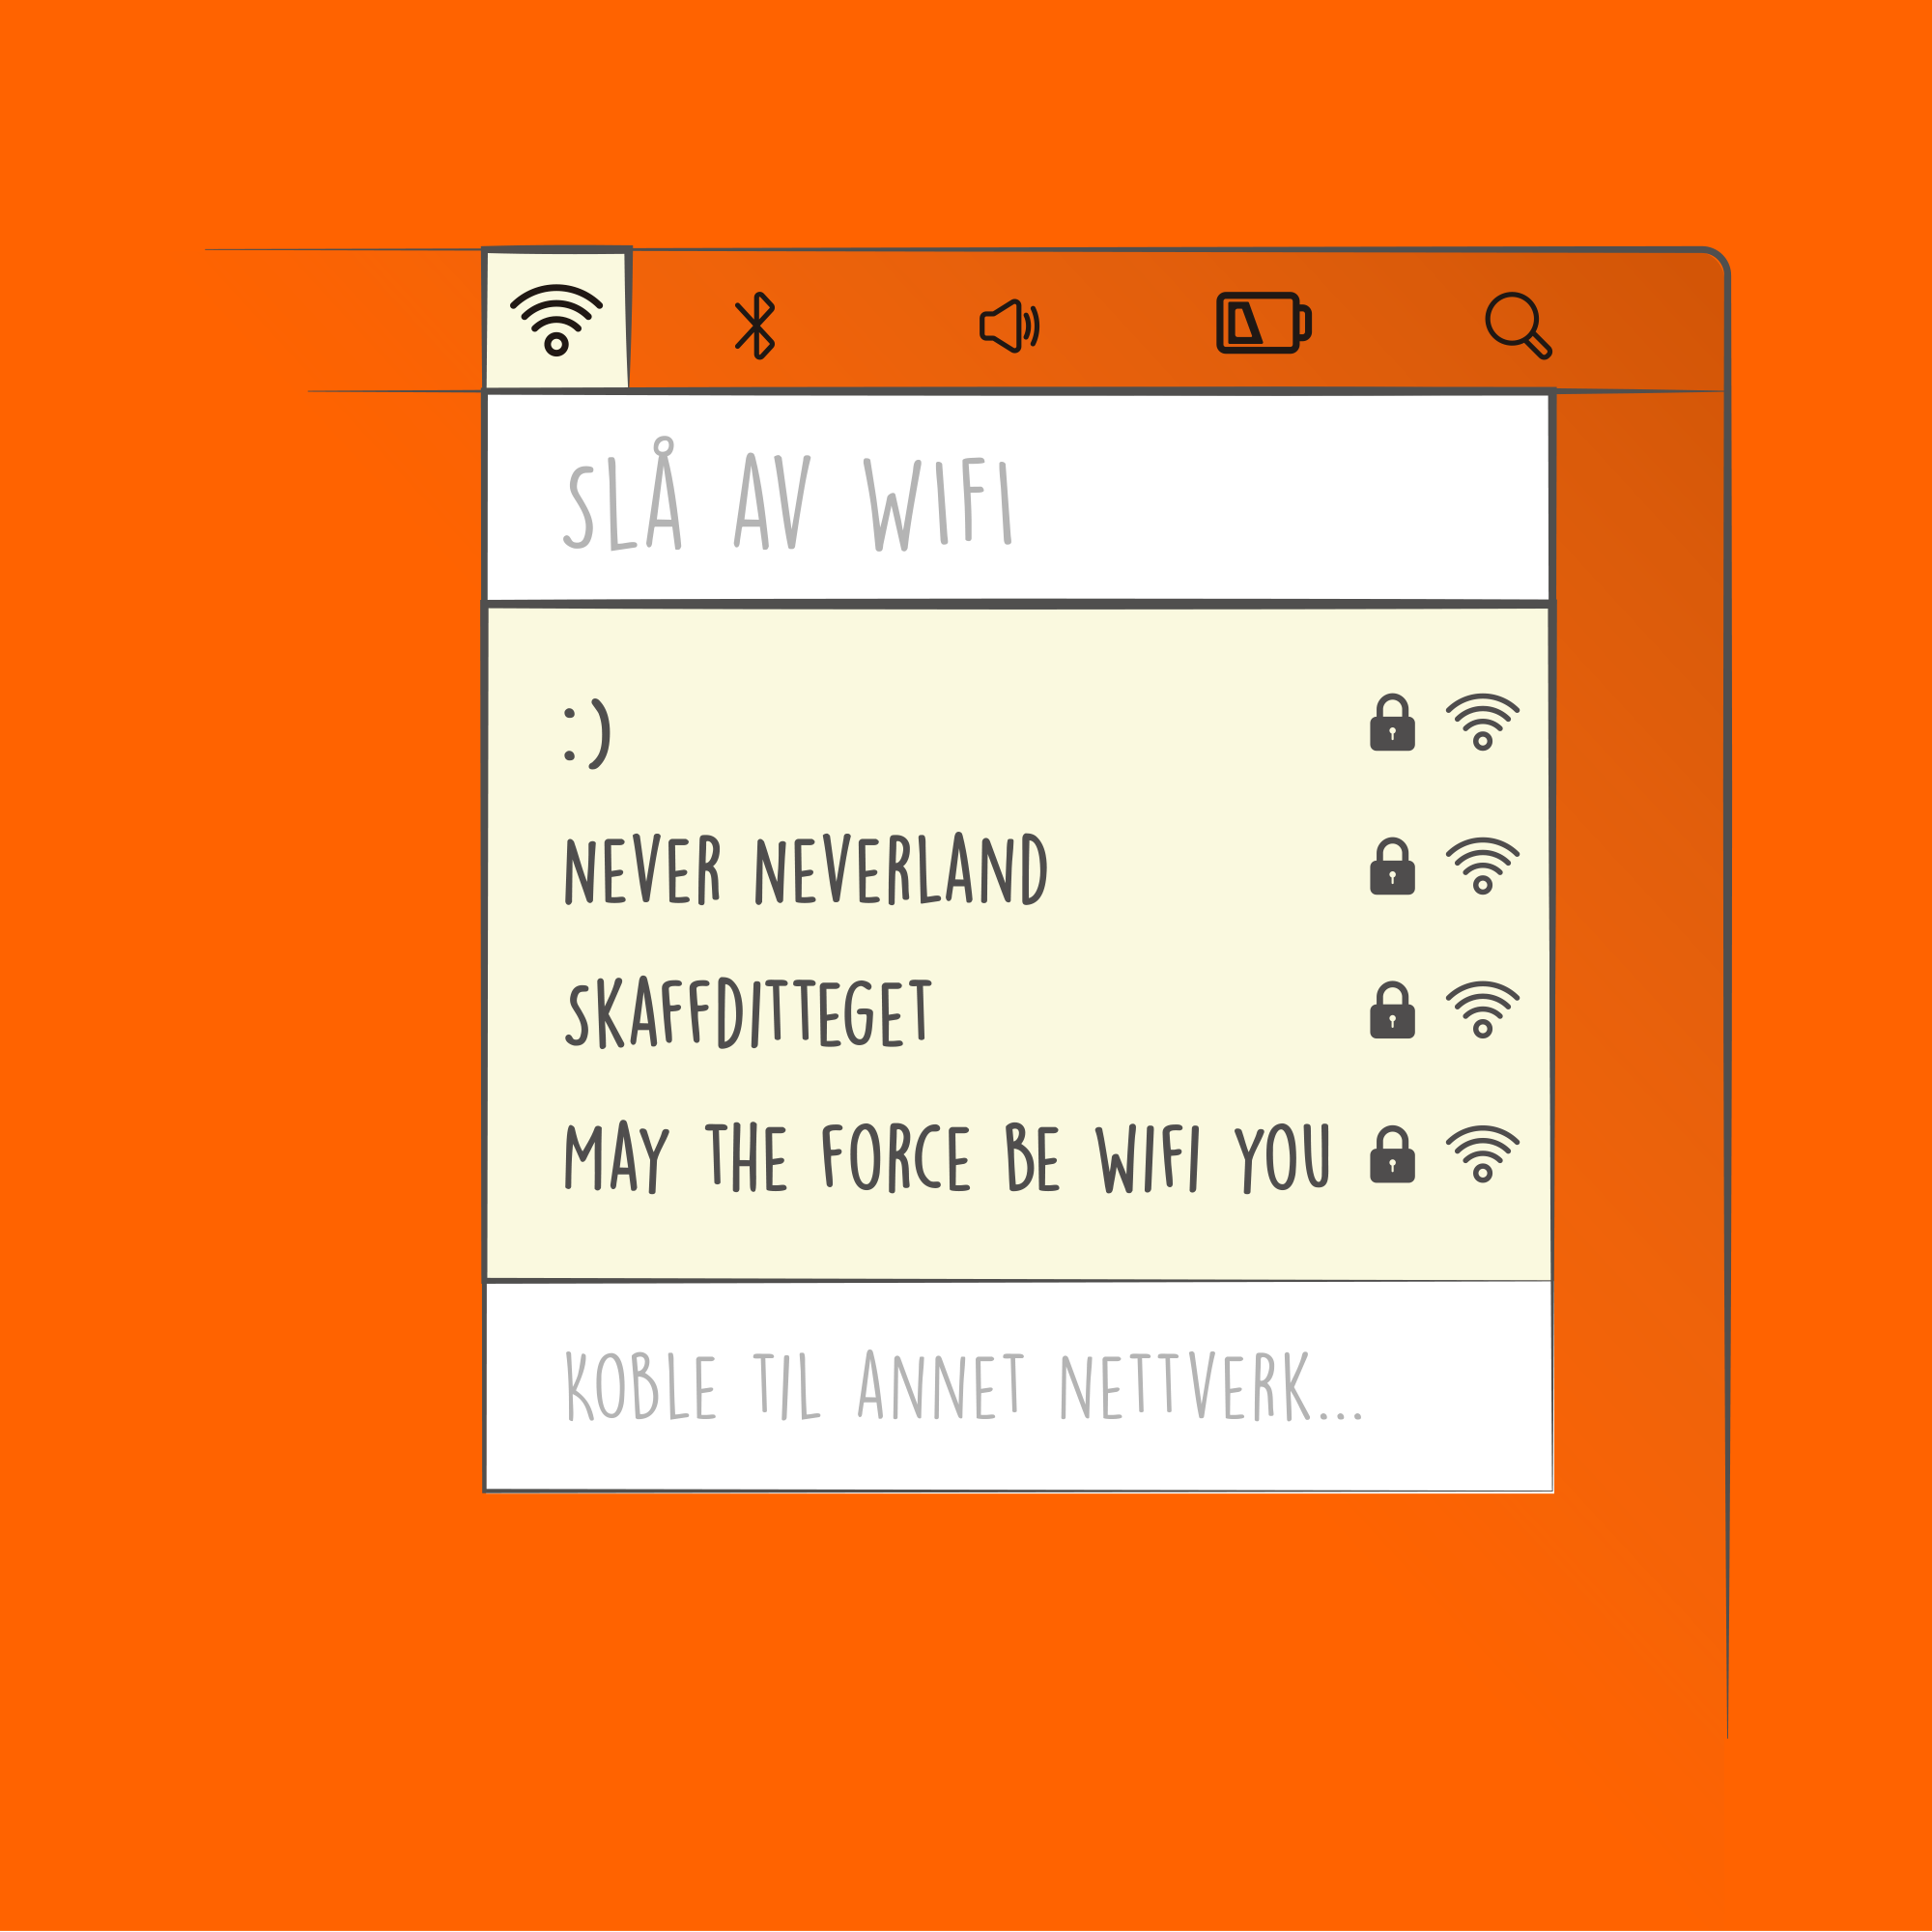 SLÅ AV WIFI
:)
NEVER NEVERLAND
SKAFFDITTEGET
MAY THE FORCE BE WIFI YOU
KOBLE TIL ANNET NETTVERK...